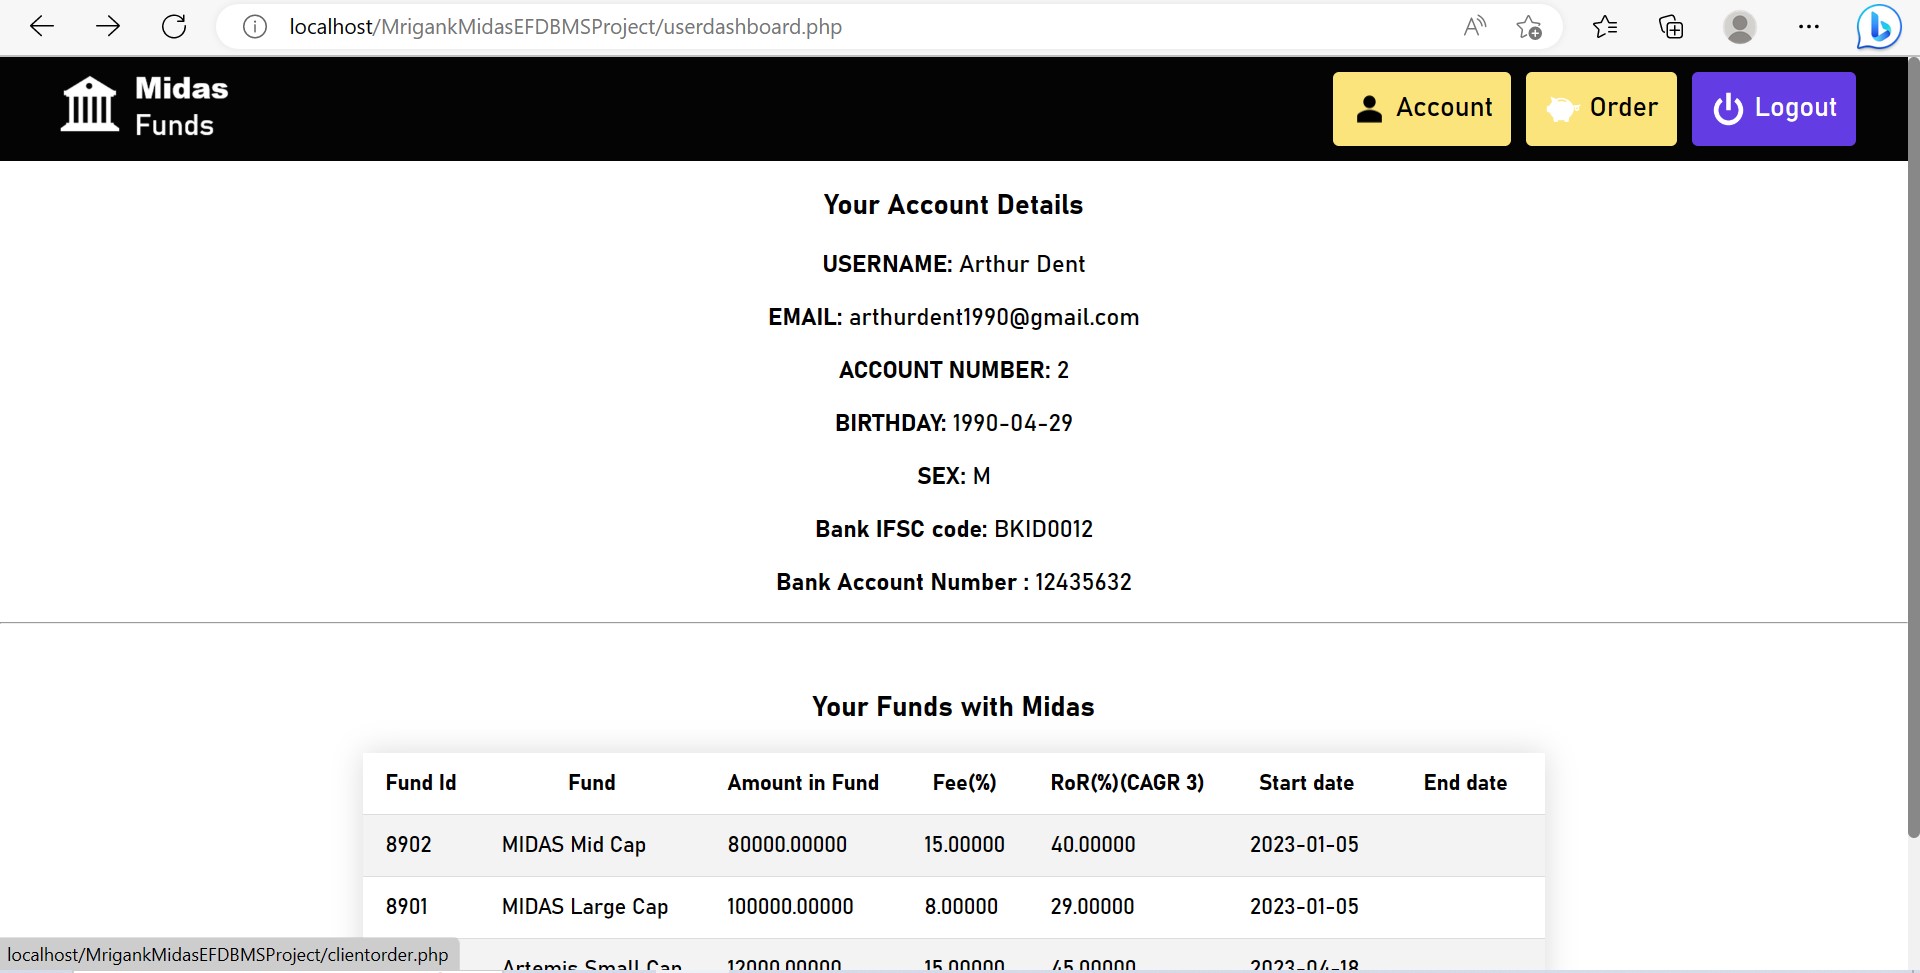 localhost/MrigankMidasEFDBMSProject/userdashboard.php
Midas
Funds
Account
Order
Logout
Your Account Details
USERNAME: Arthur Dent
EMAIL: arthurdent1990@gmail.com
ACCOUNT NUMBER: 2
BIRTHDAY: 1990-04-29
SEX: M
Bank IFSC code: BKID0012
Bank Account Number : 12435632
Your Funds with Midas
Fund Id Fund Amount in Fund Fee(%) RoR(%)(CAGR 3) Start date End date
8902 MIDAS Mid Cap 80000.00000 15.00000 40.00000 2023-01-05
8901 MIDAS Large Cap 100000.00000 8.00000 29.00000 2023-01-05
Artemis Small Cap 12000.00000 15.00000 45.00000 2023-04-18
localhost/MrigankMidasEFDBMSProject/clientorder.php